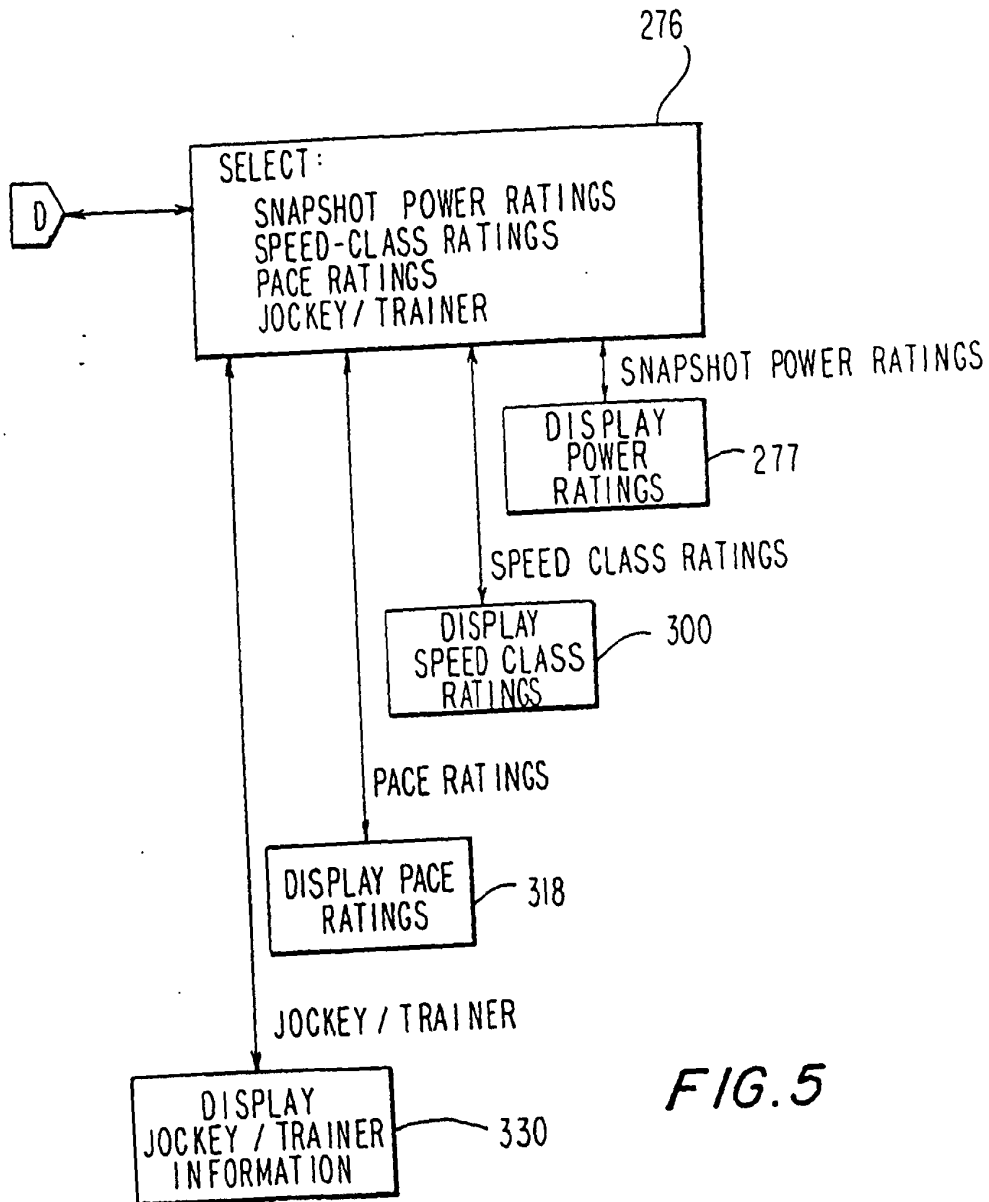 276
SELECT:
SNAPSHOT POWER RATINGS
SPEED-CLASS RATINGS
PACE RATINGS
JOCKEY/ TRAINER
D
SNAPSHOT POWER RATINGS
DISPLAY
POWER
RATINGS
277
SPEED CLASS RATINGS
DISPLAY
SPEED CLASS
RATINGS
300
PACE RATINGS
DISPLAY PACE
RATINGS
318
JOCKEY / TRAINER
DISPLAY
JOCKEY / TRAINER
INFORMATION
330
FIG.5